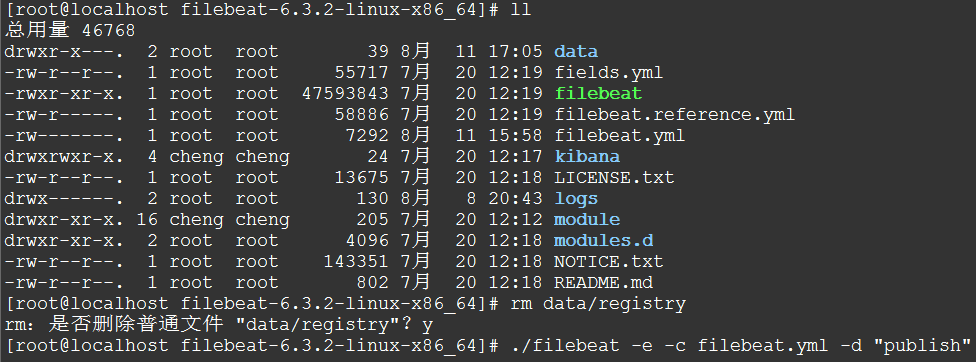 [root@localhost filebeat-6.3.2-linux-x86_64]# ll
总用量 46768
drwxr-x---.  2 root  root        39 8月  11 17:05 data
-rw-r--r--.  1 root  root     55717 7月  20 12:19 fields.yml
-rwxr-xr-x.  1 root  root  47593843 7月  20 12:19 filebeat
-rw-r-----.  1 root  root     58886 7月  20 12:19 filebeat.reference.yml
-rw-------.  1 root  root      7292 8月  11 15:58 filebeat.yml
drwxrwxr-x.  4 cheng cheng       24 7月  20 12:17 kibana
-rw-r--r--.  1 root  root     13675 7月  20 12:18 LICENSE.txt
drwx------.  2 root  root       130 8月   8 20:43 logs
drwxr-xr-x. 16 cheng cheng      205 7月  20 12:12 module
drwxr-xr-x.  2 root  root      4096 7月  20 12:18 modules.d
-rw-r--r--.  1 root  root    143351 7月  20 12:18 NOTICE.txt
-rw-r--r--.  1 root  root       802 7月  20 12:18 README.md
[root@localhost filebeat-6.3.2-linux-x86_64]# rm data/registry
rm：是否删除普通文件 "data/registry"？y
[root@localhost filebeat-6.3.2-linux-x86_64]# ./filebeat -e -c filebeat.yml -d "publish"